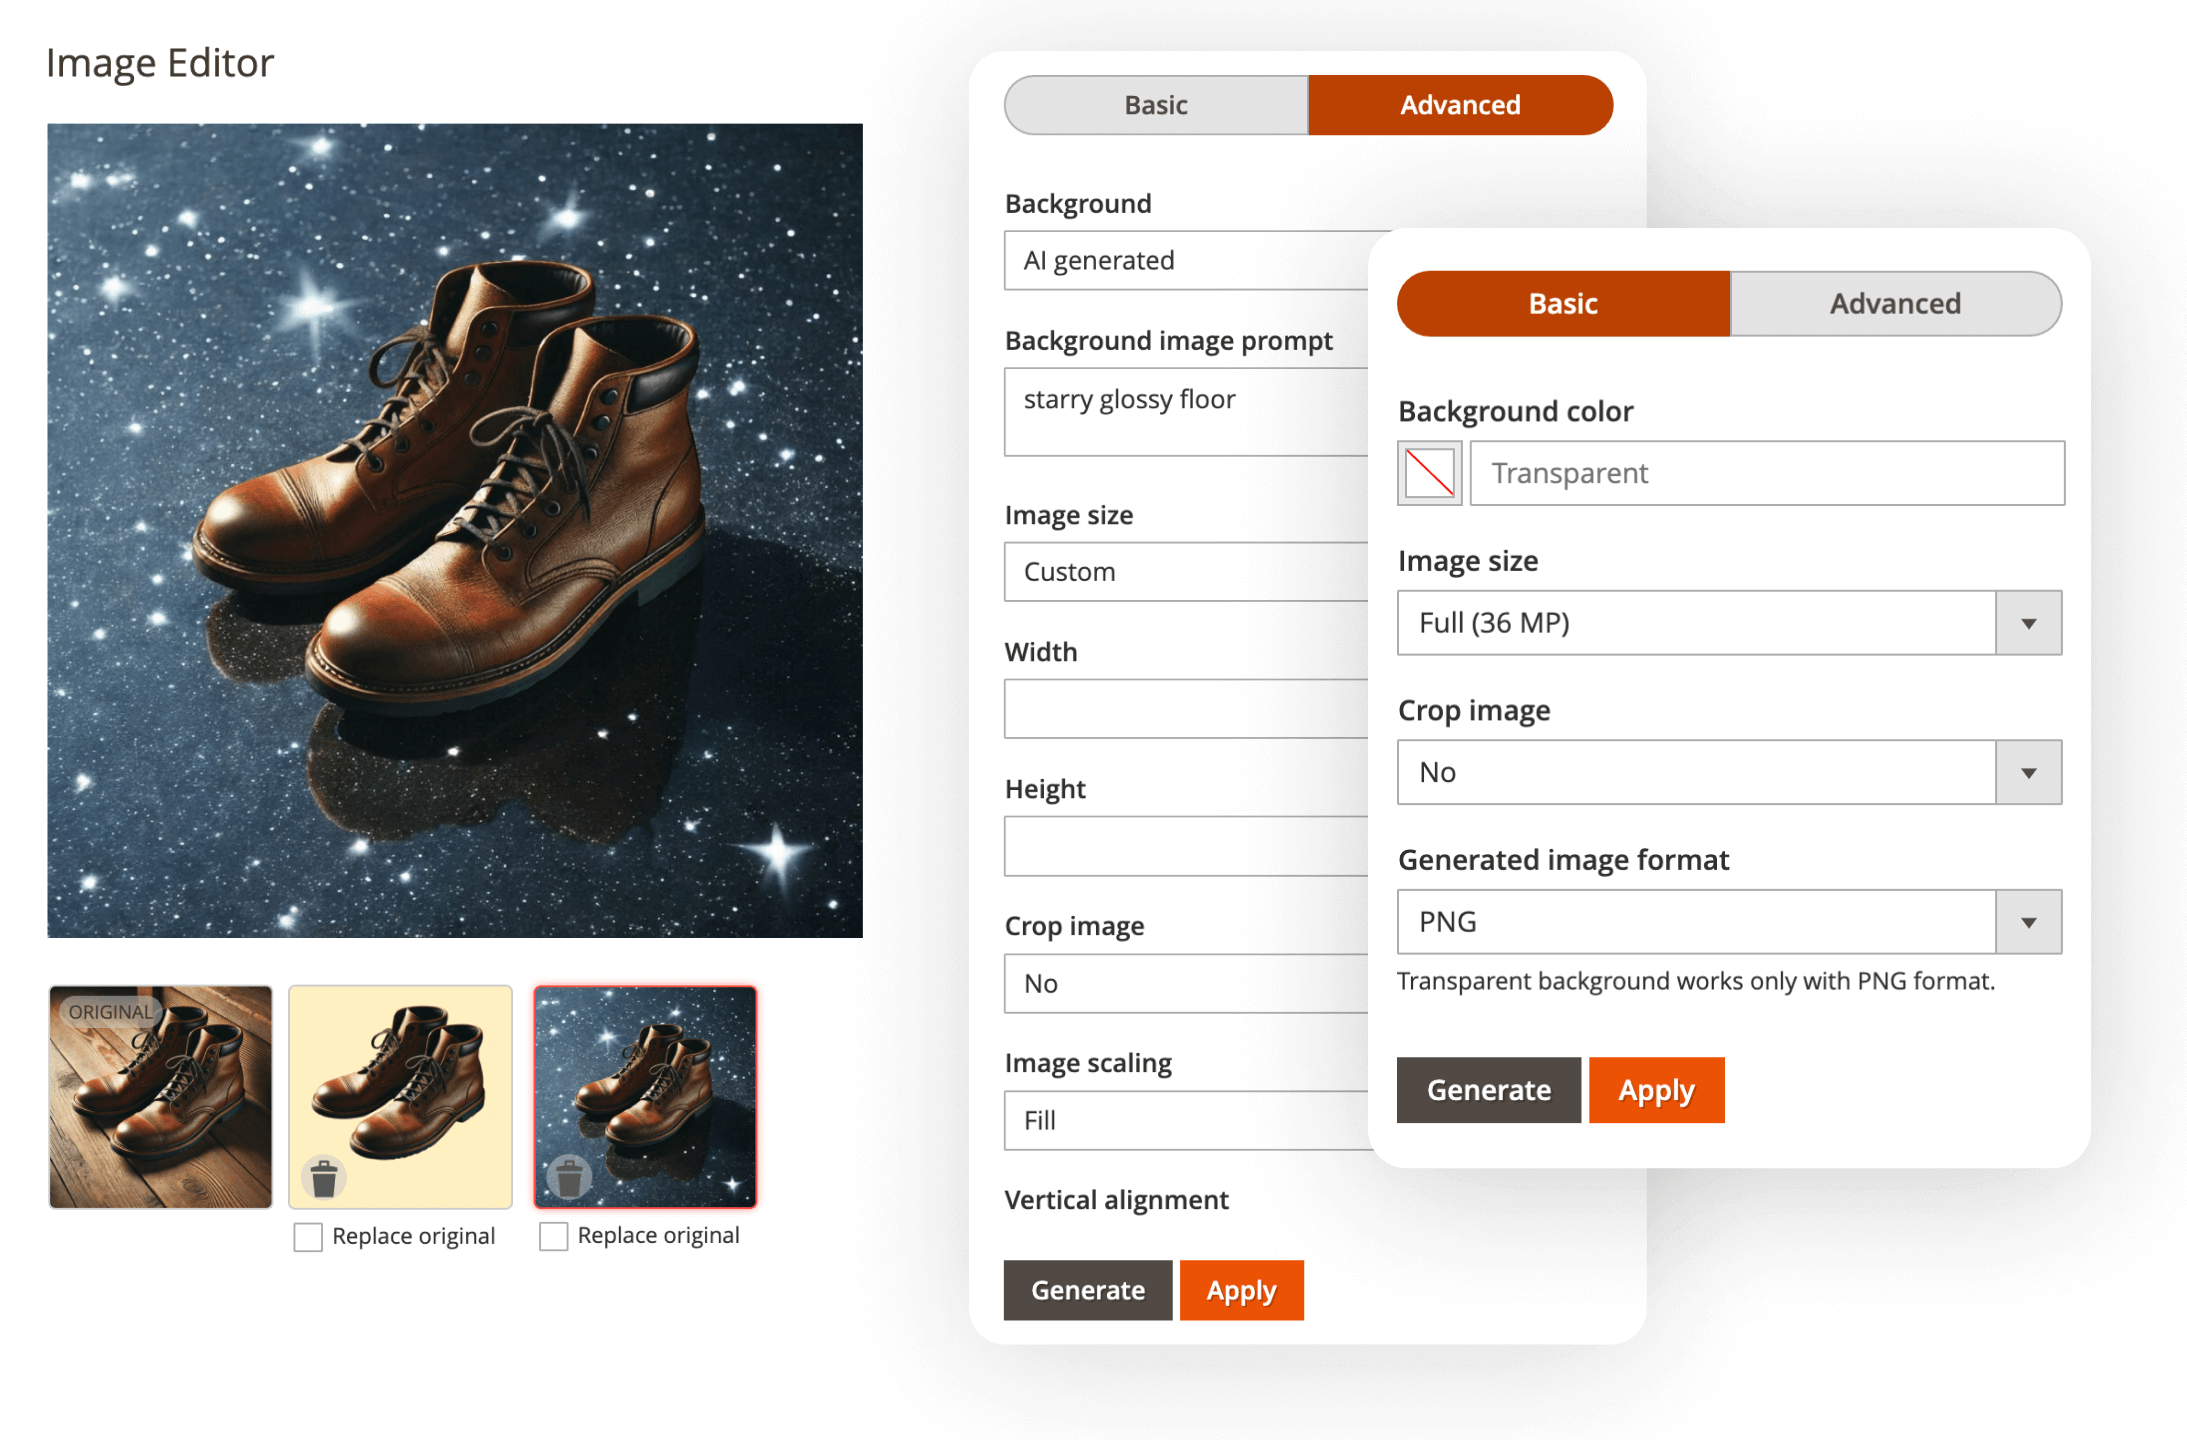 Image Editor
ORIGINAL
Replace original
Replace original
Basic
Advanced
Background
AI generated
Background image prompt
starry glossy floor
Image size
Custom
Width
Height
Crop image
No
Image scaling
Fill
Vertical alignment
Generate
Apply
Basic
Advanced
Background color
Transparent
Image size
Full (36 MP)
Crop image
No
Generated image format
PNG
Transparent background works only with PNG format.
Generate
Apply